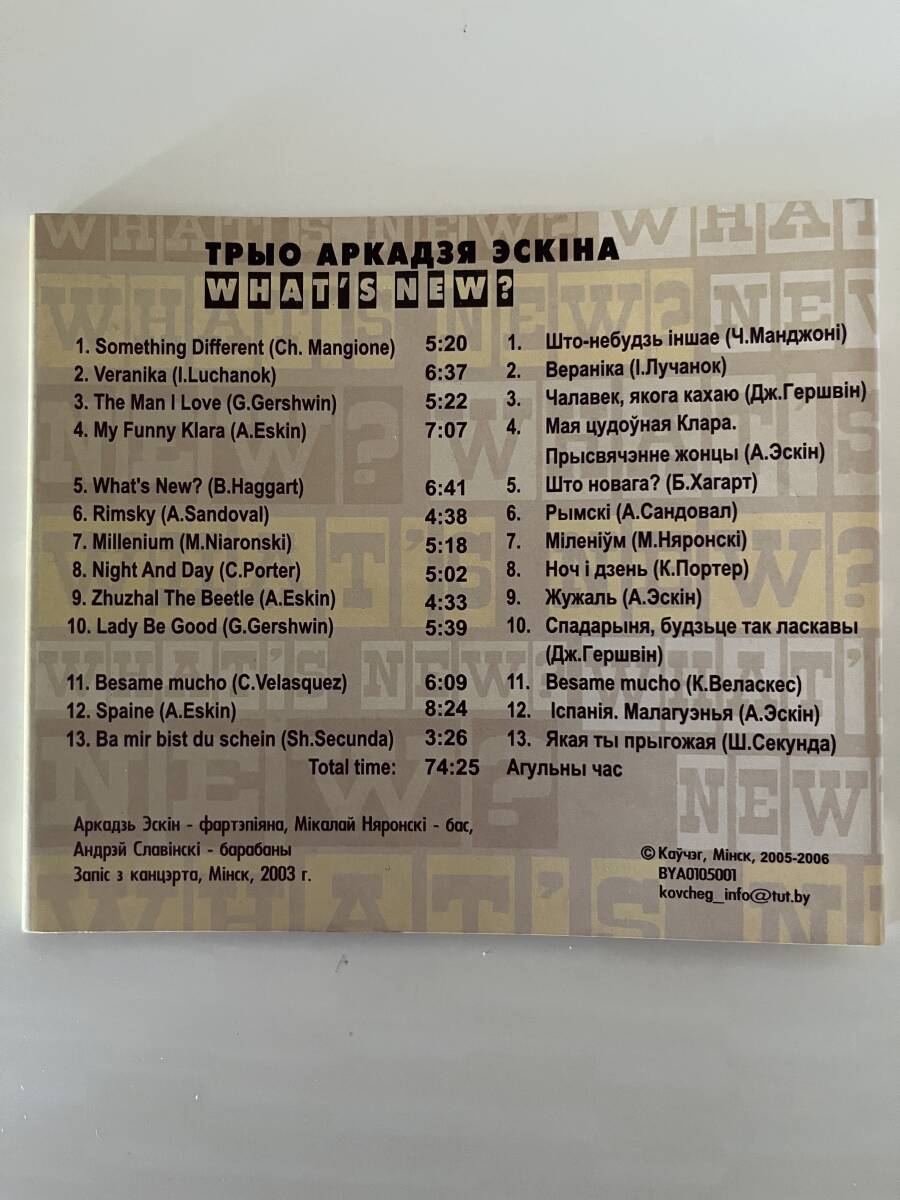 ТРЫО АРКАДЗЯ ЭСКІНА
WHAT'S NEW?
1. Something Different (Ch. Mangione) 5:20
2. Veranika (I.Luchanok) 6:37
3. The Man I Love (G.Gershwin) 5:22
4. My Funny Klara (A.Eskin) 7:07
5. What's New? (B.Haggart) 6:41
6. Rimsky (A.Sandoval) 4:38
7. Millenium (M.Niaronski) 5:18
8. Night And Day (C.Porter) 5:02
9. Zhuzhal The Beetle (A.Eskin) 4:33
10. Lady Be Good (G.Gershwin) 5:39
11. Besame mucho (C.Velasquez) 6:09
12. Spaine (A.Eskin) 8:24
13. Ba mir bist du schein (Sh.Secunda) 3:26
Total time: 74:25 Агульны час
1. Што-небудзь іншае (Ч.Манджоні)
2. Вераніка (І.Лучанок)
3. Чалавек, якога кахаю (Дж.Гершвін)
4. Мая цудоўная Клара.
Прысвячэнне жонцы (А.Эскін)
5. Што новага? (Б.Хагарт)
6. Рымскі (А.Сандовал)
7. Міленіўм (М.Няронскі)
8. Ноч і дзень (К.Портер)
9. Жужаль (А.Эскін)
10. Спадарыня, будзьце так ласкавы
(Дж.Гершвін)
11. Besame mucho (К.Веласкес)
12. Іспанія. Малагуэнья (А.Эскін)
13. Якая ты прыгожая (Ш.Секунда)
Аркадзь Эскін - фартэпіяна, Мікалай Няронскі - бас,
Андрэй Славінскі - барабаны
Запіс з канцэрта, Мінск, 2003 г.
© Каўчэг, Мінск, 2005-2006
BYA0105001
kovcheg_info@tut.by